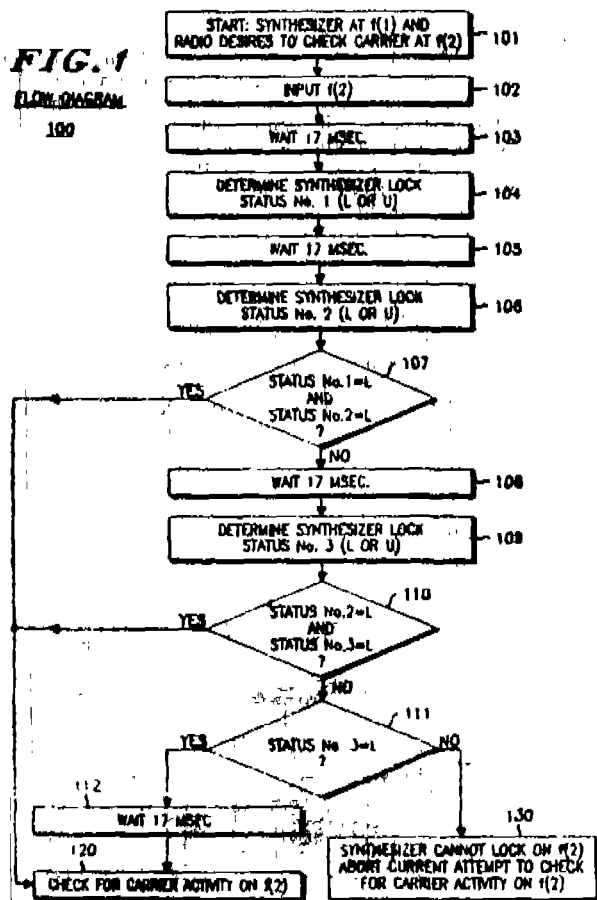 FIG. 1
FLOW DIAGRAM
100
START: SYNTHESIZER AT f(1) AND
RADIO DESIRES TO CHECK CARRIER AT f(2)
101
INPUT f(2)
102
WAIT 17 MSEC.
103
DETERMINE SYNTHESIZER LOCK
STATUS No. 1 (L OR U)
104
WAIT 17 MSEC.
105
DETERMINE SYNTHESIZER LOCK
STATUS No. 2 (L OR U)
106
107
YES
STATUS No.1=L
AND
STATUS No.2=L
?
NO
WAIT 17 MSEC.
108
DETERMINE SYNTHESIZER LOCK
STATUS No. 3 (L OR U)
109
110
YES
STATUS No.2=L
AND
STATUS No.3=L
?
NO
111
YES
STATUS No 3=L
?
NO
112
WAIT 17 MSEC
120
CHECK FOR CARRIER ACTIVITY ON f(2)
130
SYNTHESIZER CANNOT LOCK ON f(2)
ABORT CURRENT ATTEMPT TO CHECK
FOR CARRIER ACTIVITY ON f(2)